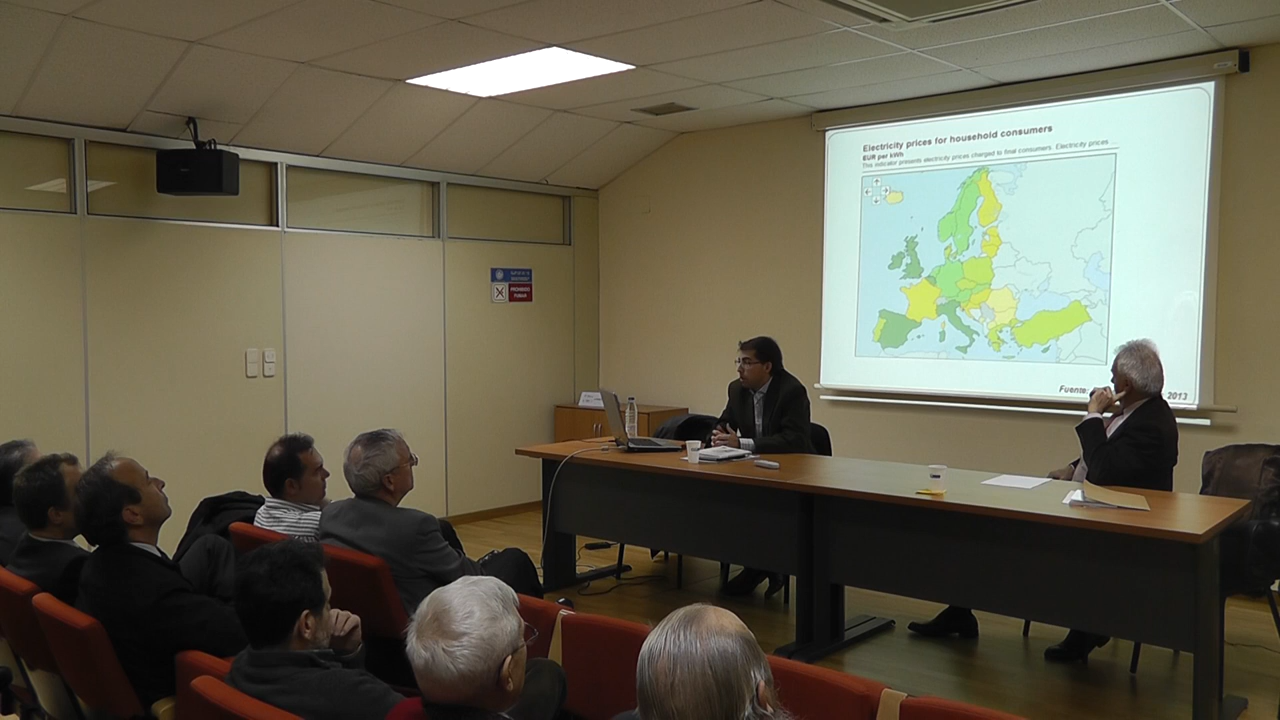 Electricity prices for household consumers
EUR per kWh
This indicator presents electricity prices charged to final consumers. Electricity prices ...
Fuente:
2013
PROHIBIDO
FUMAR